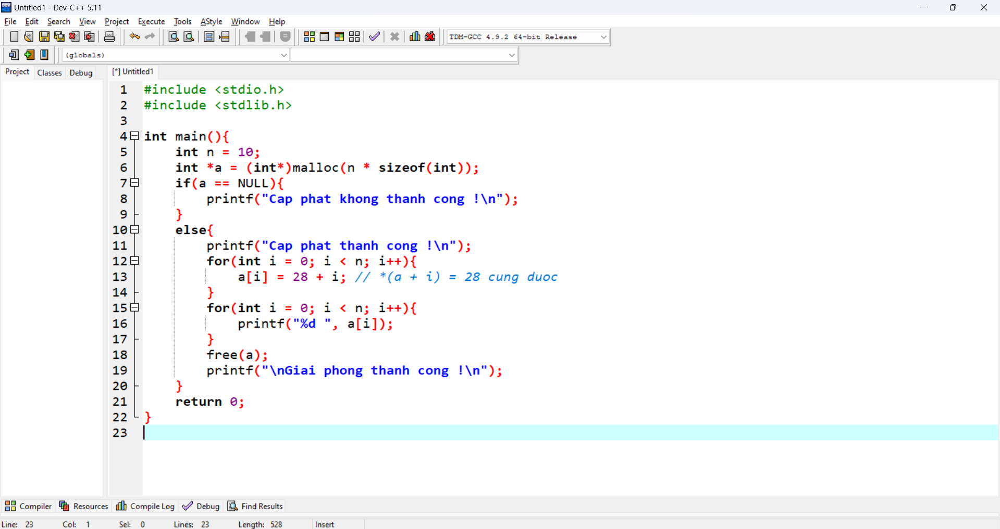 Untitled1 - Dev-C++ 5.11
File Edit Search View Project Execute Tools AStyle Window Help
TDM-GCC 4.9.2 64-bit Release
(globals)
Project Classes Debug [*] Untitled1
1 #include <stdio.h>
2 #include <stdlib.h>
3
4 int main(){
5     int n = 10;
6     int *a = (int*)malloc(n * sizeof(int));
7     if(a == NULL){
8         printf("Cap phat khong thanh cong !\n");
9     }
10     else{
11         printf("Cap phat thanh cong !\n");
12         for(int i = 0; i < n; i++){
13             a[i] = 28 + i; // *(a + i) = 28 cung duoc
14         }
15         for(int i = 0; i < n; i++){
16             printf("%d ", a[i]);
17         }
18         free(a);
19         printf("\nGiai phong thanh cong !\n");
20     }
21     return 0;
22 }
23
Compiler Resources Compile Log Debug Find Results
Line: 23 Col: 1 Sel: 0 Lines: 23 Length: 528 Insert